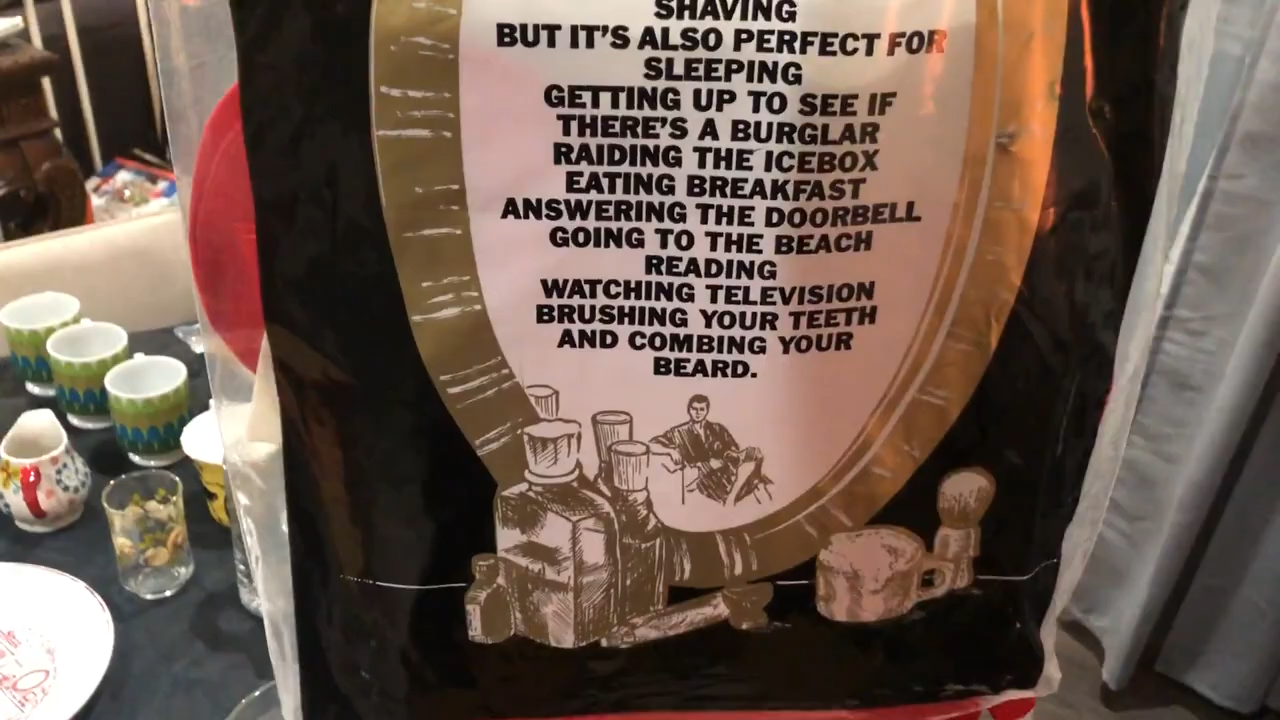 SHAVING
BUT IT'S ALSO PERFECT FOR
SLEEPING
GETTING UP TO SEE IF
THERE'S A BURGLAR
RAIDING THE ICEBOX
EATING BREAKFAST
ANSWERING THE DOORBELL
GOING TO THE BEACH
READING
WATCHING TELEVISION
BRUSHING YOUR TEETH
AND COMBING YOUR
BEARD.